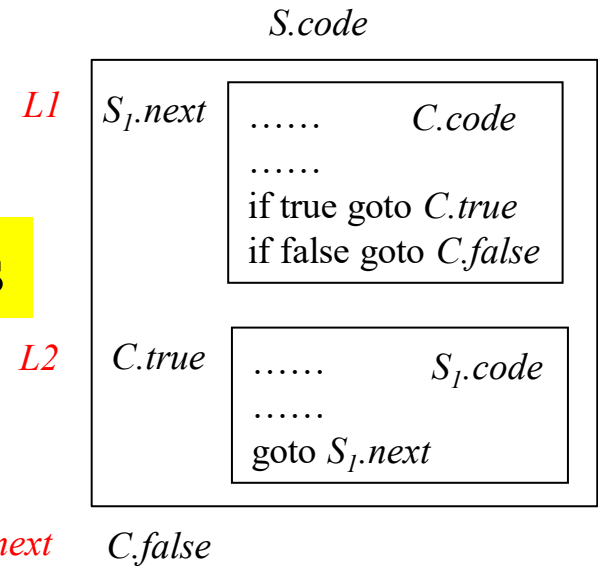 S.code
L1 S1.next …… C.code
……
if true goto C.true
if false goto C.false
L2 C.true …… S1.code
……
goto S1.next
next C.false